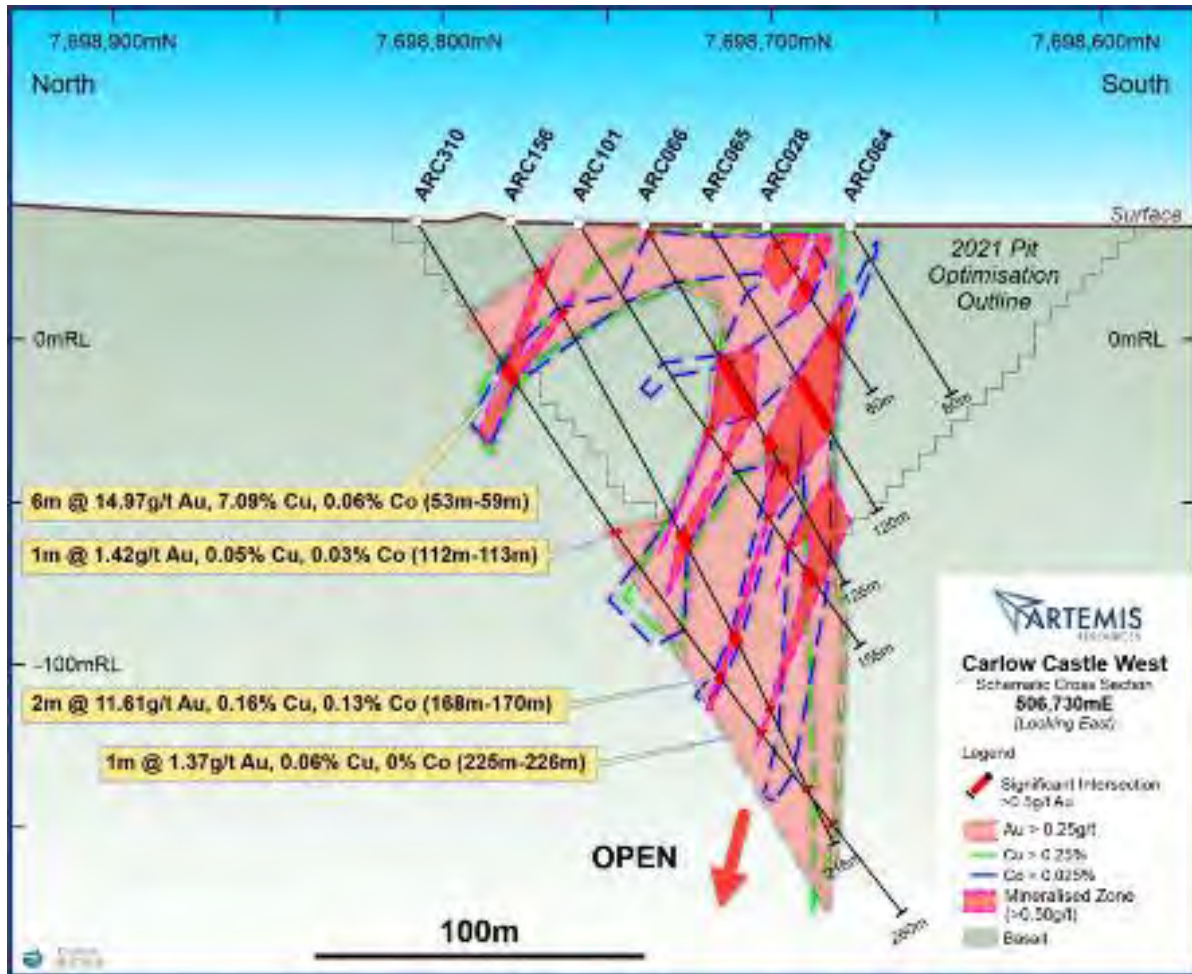 7,698,900mN
7,698,800mN
7,698,700mN
7,698,600mN
North
South
ARC310
ARC156
ARC101
ARC066
ARC065
ARC028
ARC064
Surface
2021 Pit
Optimisation
Outline
0mRL
0mRL
80m
6m @ 14.97g/t Au, 7.09% Cu, 0.06% Co (53m-59m)
120m
1m @ 1.42g/t Au, 0.05% Cu, 0.03% Co (112m-113m)
-100mRL
2m @ 11.61g/t Au, 0.16% Cu, 0.13% Co (168m-170m)
1m @ 1.37g/t Au, 0.06% Cu, 0% Co (225m-226m)
OPEN
100m
ARTEMIS
RESOURCES
Carlow Castle West
Schematic Cross Section
506,730mE
(Looking East)
Legend
Significant Intersection
>0.5g/t Au
Au > 0.25g/t
Cu > 0.25%
Co > 0.025%
Mineralised Zone
(>0.50g/t)
Basalt